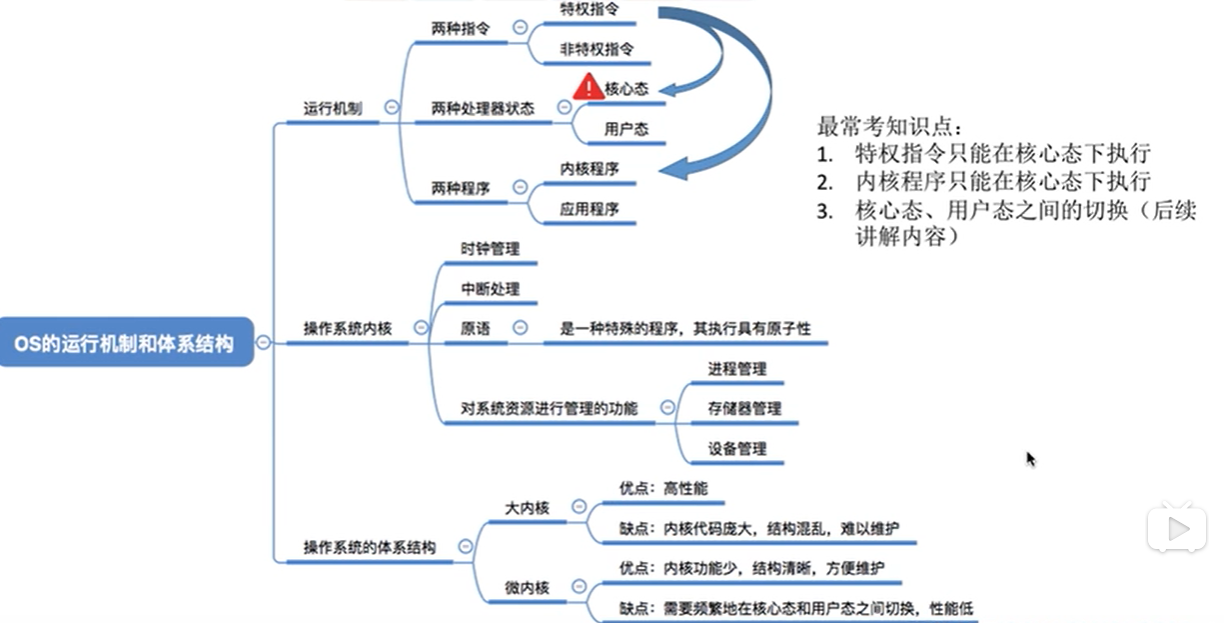 特权指令
两种指令
非特权指令
核心态
运行机制
两种处理器状态
用户态
内核程序
两种程序
应用程序
最常考知识点：
1. 特权指令只能在核心态下执行
2. 内核程序只能在核心态下执行
3. 核心态、用户态之间的切换（后续
讲解内容）
时钟管理
中断处理
操作系统内核
原语
是一种特殊的程序，其执行具有原子性
OS的运行机制和体系结构
进程管理
对系统资源进行管理的功能
存储器管理
设备管理
优点：高性能
大内核
缺点：内核代码庞大，结构混乱，难以维护
操作系统的体系结构
优点：内核功能少，结构清晰，方便维护
微内核
缺点：需要频繁地在核心态和用户态之间切换，性能低